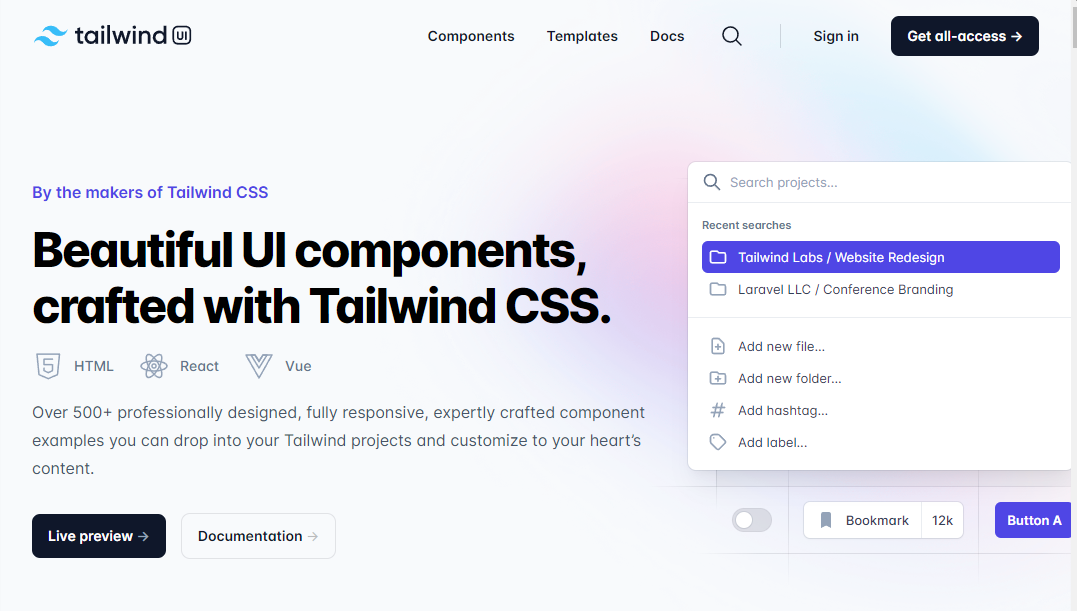 tailwind UI
Components
Templates
Docs
Sign in
Get all-access →
By the makers of Tailwind CSS
Beautiful UI components,
crafted with Tailwind CSS.
HTML
React
Vue
Over 500+ professionally designed, fully responsive, expertly crafted component
examples you can drop into your Tailwind projects and customize to your heart’s
content.
Live preview →
Documentation →
Search projects...
Recent searches
Tailwind Labs / Website Redesign
Laravel LLC / Conference Branding
Add new file...
Add new folder...
Add hashtag...
Add label...
Bookmark
12k
Button A